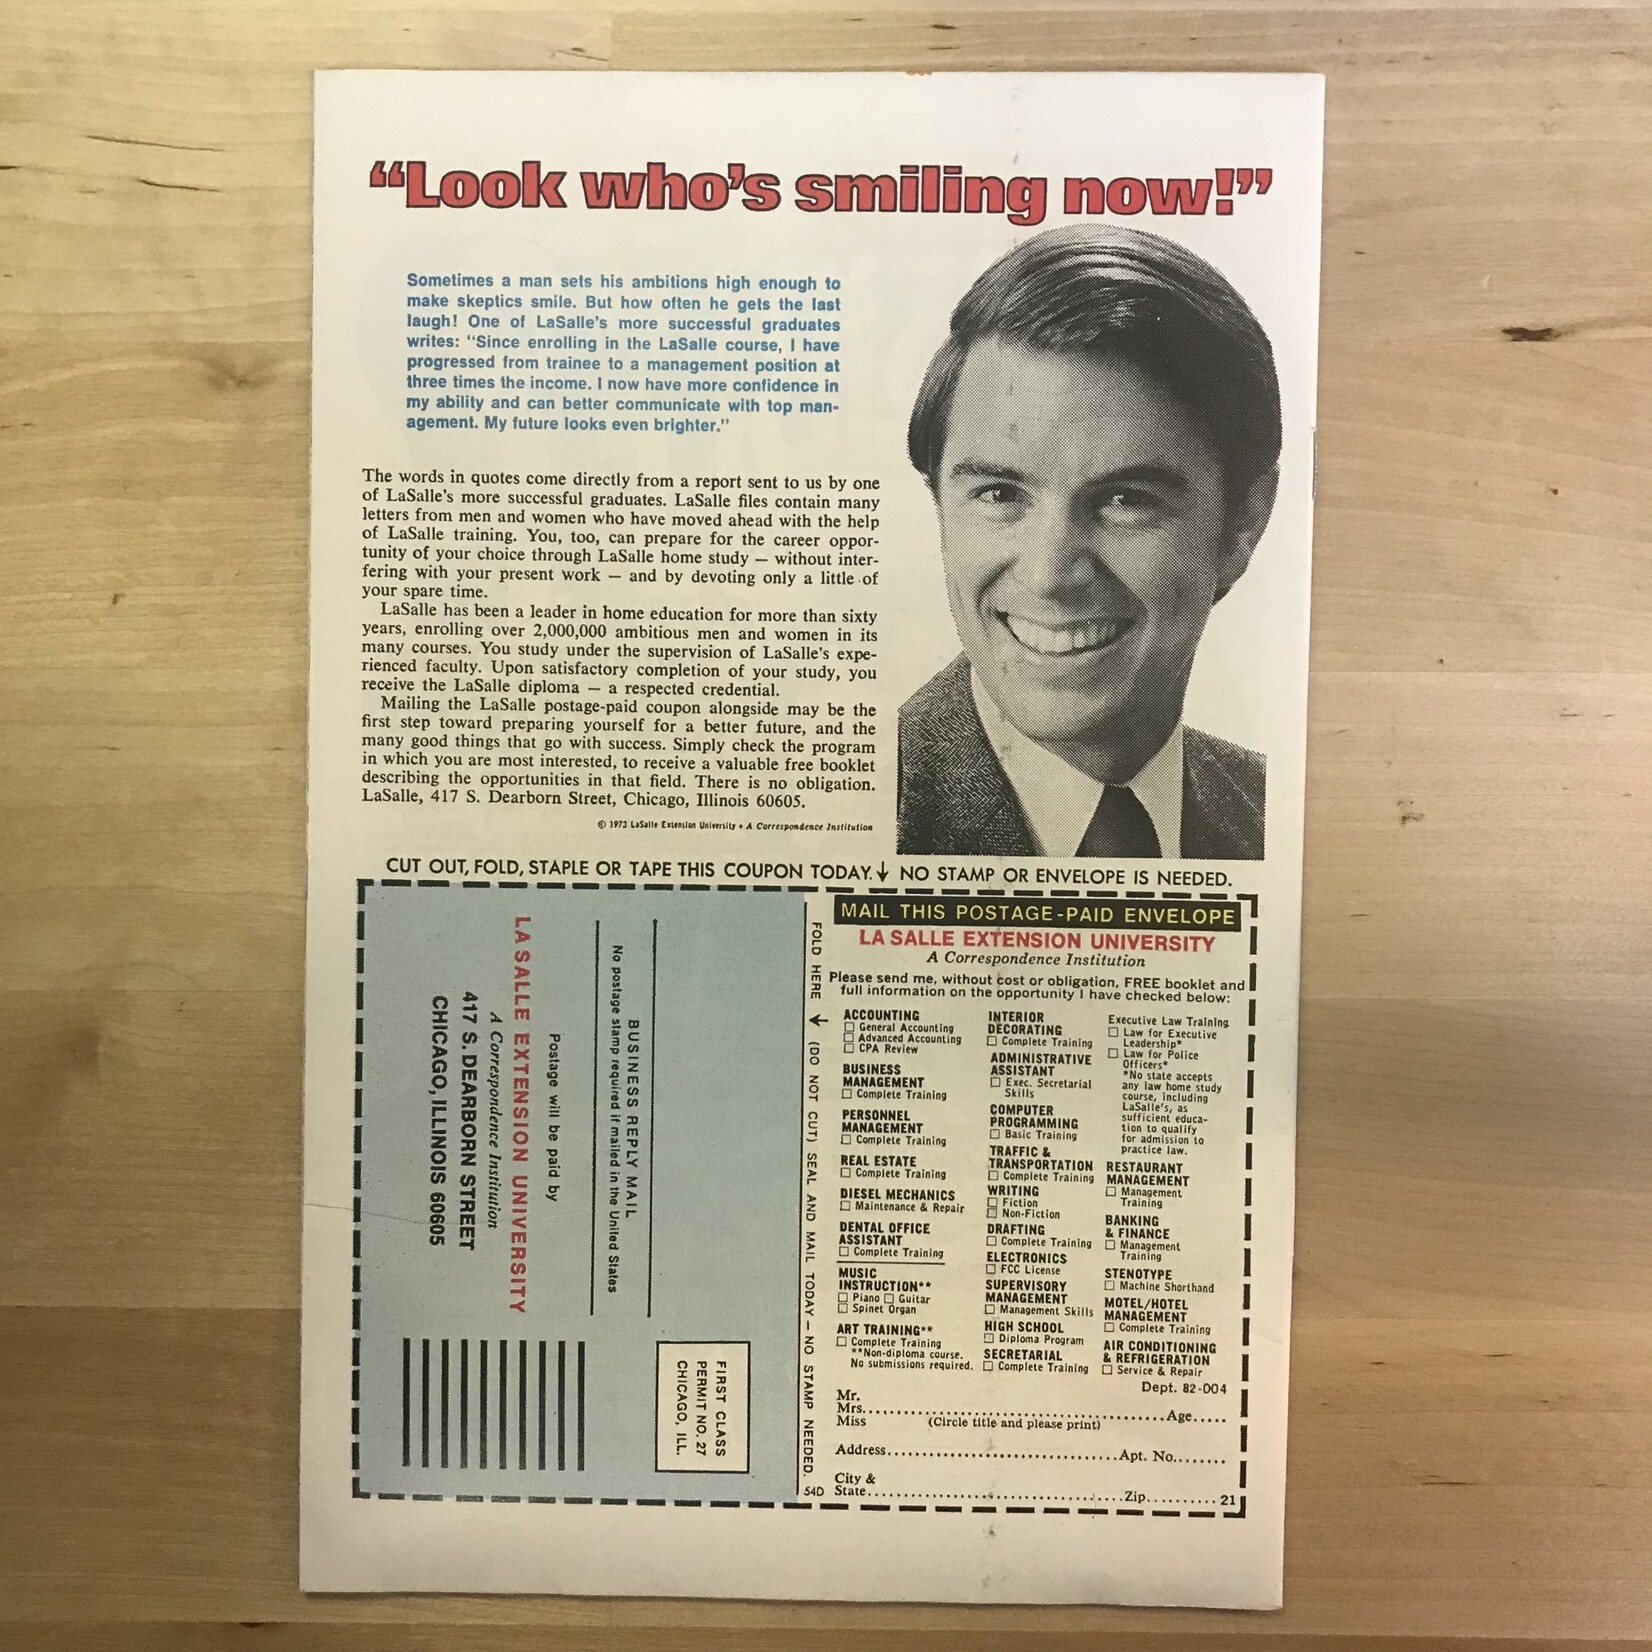 “Look who’s smiling now!”
Sometimes a man sets his ambitions high enough to
make skeptics smile. But how often he gets the last
laugh! One of LaSalle’s more successful graduates
writes: “Since enrolling in the LaSalle course, I have
progressed from trainee to a management position at
three times the income. I now have more confidence in
my ability and can better communicate with top man-
agement. My future looks even brighter.”
The words in quotes come directly from a report sent to us by one
of LaSalle’s more successful graduates. LaSalle files contain many
letters from men and women who have moved ahead with the help
of LaSalle training. You, too, can prepare for the career oppor-
tunity of your choice through LaSalle home study — without inter-
fering with your present work — and by devoting only a little of
your spare time.
LaSalle has been a leader in home education for more than sixty
years, enrolling over 2,000,000 ambitious men and women in its
many courses. You study under the supervision of LaSalle’s expe-
rienced faculty. Upon satisfactory completion of your study, you
receive the LaSalle diploma — a respected credential.
Mailing the LaSalle postage-paid coupon alongside may be the
first step toward preparing yourself for a better future, and the
many good things that go with success. Simply check the program
in which you are most interested, to receive a valuable free booklet
describing the opportunities in that field. There is no obligation.
LaSalle, 417 S. Dearborn Street, Chicago, Illinois 60605.
© 1973 LaSalle Extension University • A Correspondence Institution
CUT OUT, FOLD, STAPLE OR TAPE THIS COUPON TODAY. ↓ NO STAMP OR ENVELOPE IS NEEDED.
FIRST CLASS
PERMIT NO. 27
CHICAGO, ILL.
BUSINESS REPLY MAIL
No postage stamp required if mailed in the United States
Postage will be paid by
LA SALLE EXTENSION UNIVERSITY
A Correspondence Institution
417 S. DEARBORN STREET
CHICAGO, ILLINOIS 60605
FOLD HERE ↓ (DO NOT CUT) SEAL AND MAIL TODAY — NO STAMP NEEDED.
54D
MAIL THIS POSTAGE-PAID ENVELOPE
LA SALLE EXTENSION UNIVERSITY
A Correspondence Institution
Please send me, without cost or obligation, FREE booklet and
full information on the opportunity I have checked below:
ACCOUNTING
☐ General Accounting
☐ Advanced Accounting
☐ CPA Review
BUSINESS
MANAGEMENT
☐ Complete Training
PERSONNEL
MANAGEMENT
☐ Complete Training
REAL ESTATE
☐ Complete Training
DIESEL MECHANICS
☐ Maintenance & Repair
DENTAL OFFICE
ASSISTANT
☐ Complete Training
MUSIC
INSTRUCTION**
☐ Piano ☐ Guitar
☐ Spinet Organ
ART TRAINING**
☐ Complete Training
**Non-diploma course.
No submissions required.
INTERIOR
DECORATING
☐ Complete Training
ADMINISTRATIVE
ASSISTANT
☐ Exec. Secretarial
Skills
COMPUTER
PROGRAMMING
☐ Basic Training
TRAFFIC &
TRANSPORTATION
☐ Complete Training
WRITING
☐ Fiction
☐ Non-Fiction
DRAFTING
☐ Complete Training
ELECTRONICS
☐ FCC License
SUPERVISORY
MANAGEMENT
☐ Management Skills
HIGH SCHOOL
☐ Diploma Program
SECRETARIAL
☐ Complete Training
Executive Law Training
☐ Law for Executive
Leadership*
☐ Law for Police
Officers*
*No state accepts
any law home study
course, including
LaSalle’s, as
sufficient educa-
tion to qualify
for admission to
practice law.
RESTAURANT
MANAGEMENT
☐ Management
Training
BANKING
& FINANCE
☐ Management
Training
STENOTYPE
☐ Machine Shorthand
MOTEL/HOTEL
MANAGEMENT
☐ Complete Training
AIR CONDITIONING
& REFRIGERATION
☐ Service & Repair
Dept. 82-004
Mr.
Mrs. Age
Miss (Circle title and please print)
Address Apt. No.
City &
State Zip 21